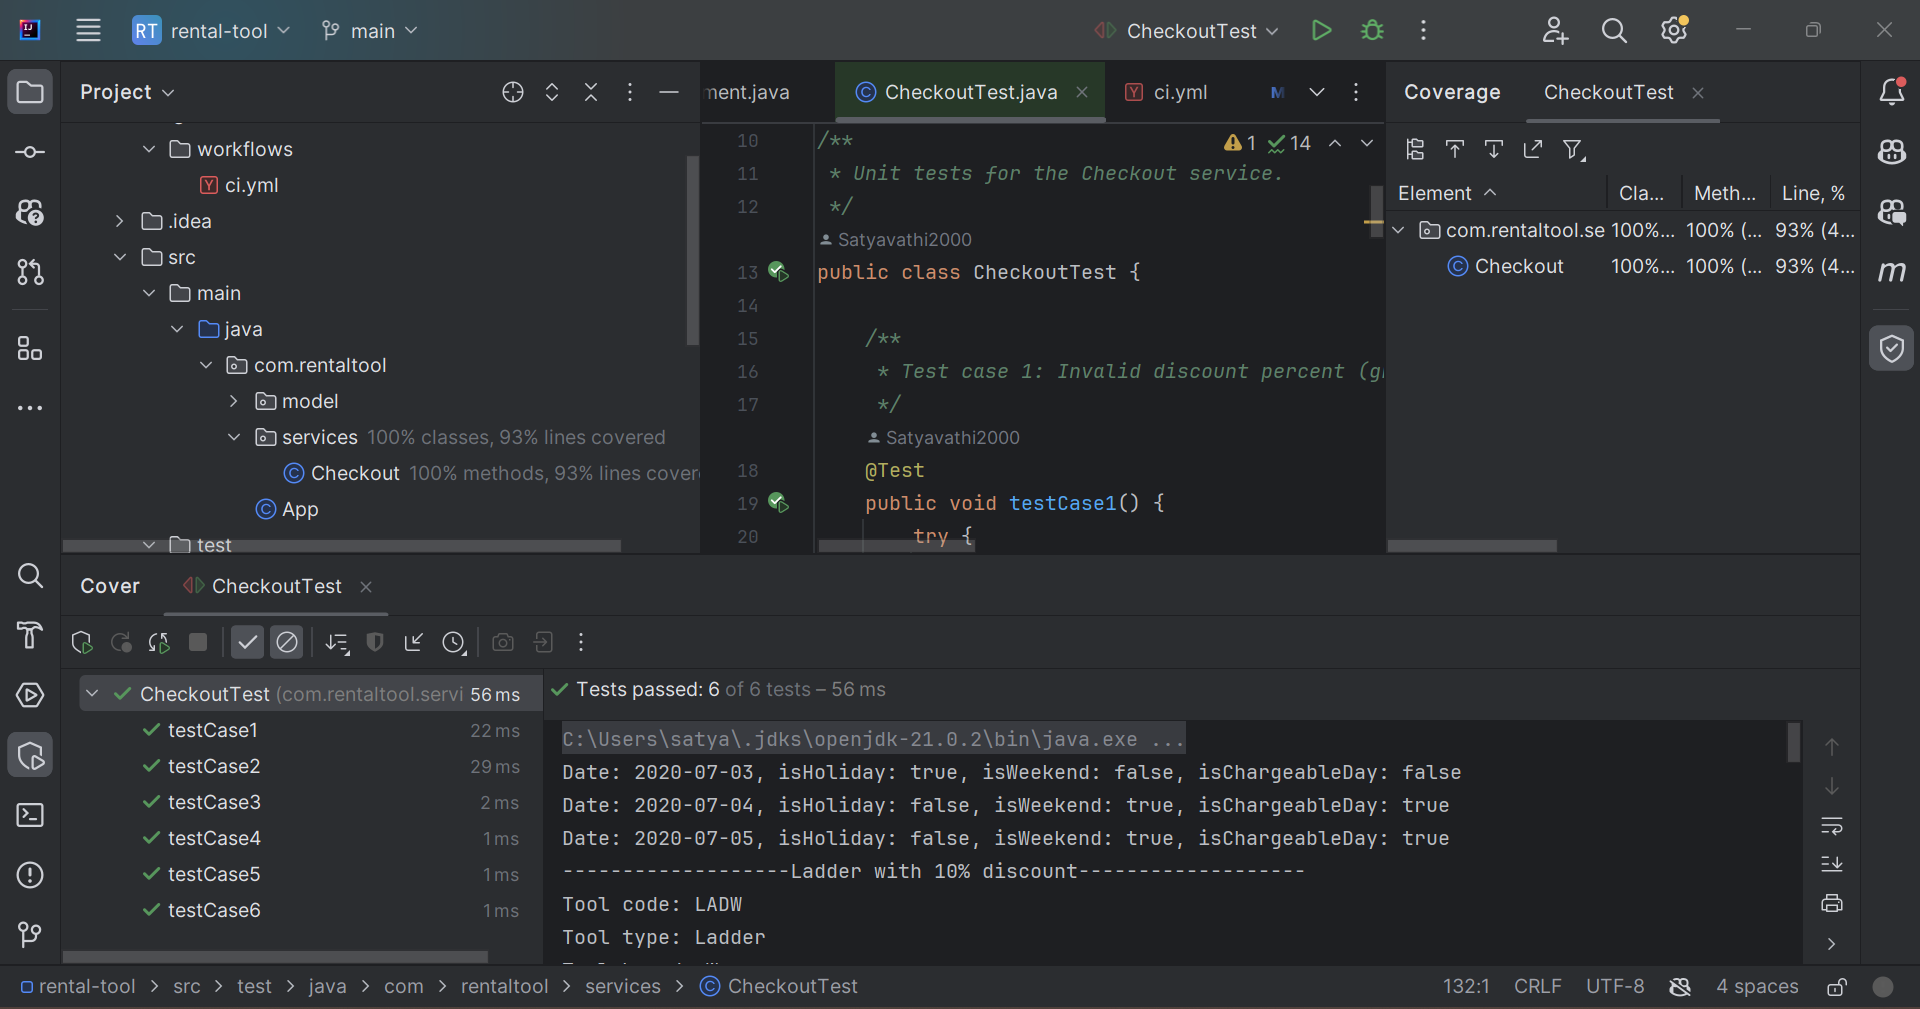 RT rental-tool main CheckoutTest
Project
workflows
ci.yml
.idea
src
main
java
com.rentaltool
model
services 100% classes, 93% lines covered
Checkout 100% methods, 93% lines cover
App
test
ment.java CheckoutTest.java ci.yml M
1 14
10 /**
11 * Unit tests for the Checkout service.
12 */
Satyavathi2000
13 public class CheckoutTest {
14
15 /**
16 * Test case 1: Invalid discount percent (g
17 */
Satyavathi2000
18 @Test
19 public void testCase1() {
20 try {
Coverage CheckoutTest
Element Cla... Meth... Line, %
com.rentaltool.se 100%... 100% (... 93% (4...
Checkout 100%... 100% (... 93% (4...
Cover CheckoutTest
CheckoutTest (com.rentaltool.servi 56 ms
testCase1 22 ms
testCase2 29 ms
testCase3 2 ms
testCase4 1 ms
testCase5 1 ms
testCase6 1 ms
Tests passed: 6 of 6 tests – 56 ms
C:\Users\satya\.jdks\openjdk-21.0.2\bin\java.exe ...
Date: 2020-07-03, isHoliday: true, isWeekend: false, isChargeableDay: false
Date: 2020-07-04, isHoliday: false, isWeekend: true, isChargeableDay: true
Date: 2020-07-05, isHoliday: false, isWeekend: true, isChargeableDay: true
-------------------Ladder with 10% discount-------------------
Tool code: LADW
Tool type: Ladder
rental-tool > src > test > java > com > rentaltool > services > CheckoutTest
132:1 CRLF UTF-8 4 spaces